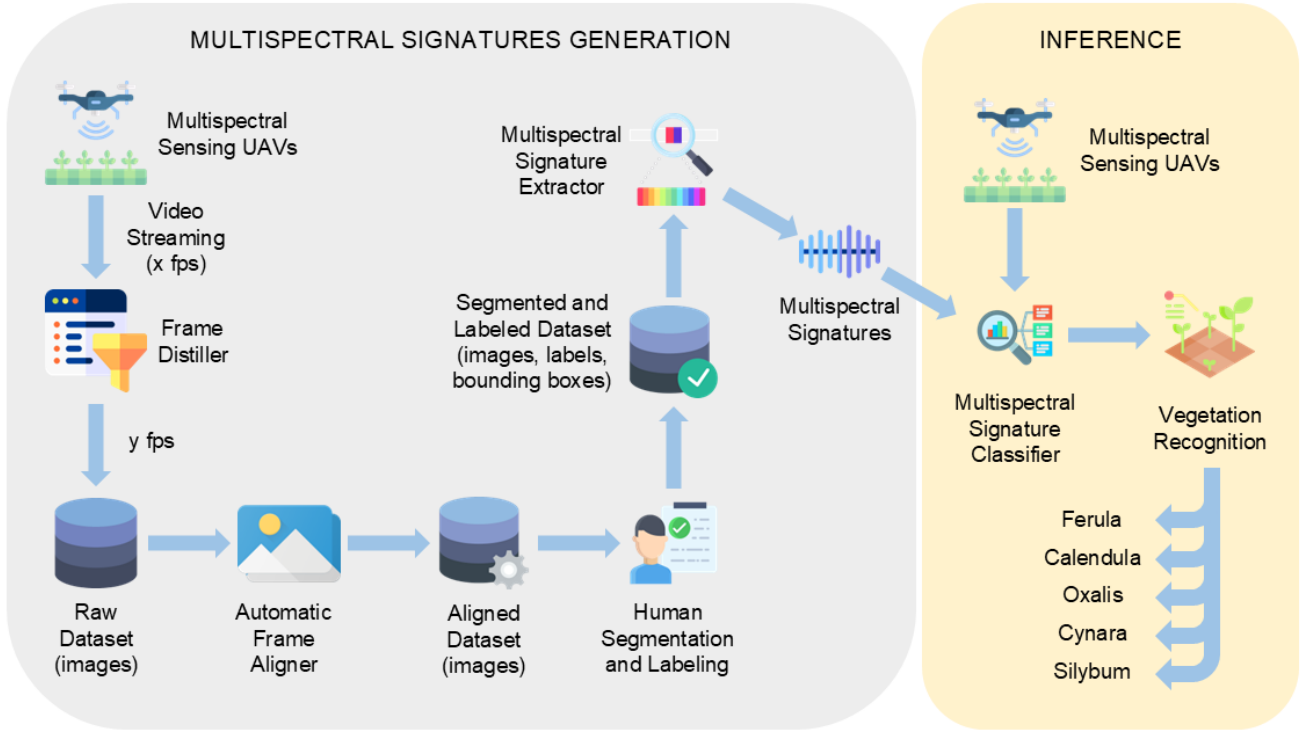 MULTISPECTRAL SIGNATURES GENERATION
Multispectral
Sensing UAVs
Video
Streaming
(x fps)
Frame
Distiller
y fps
Raw
Dataset
(images)
Automatic
Frame
Aligner
Aligned
Dataset
(images)
Human
Segmentation
and Labeling
Segmented and
Labeled Dataset
(images, labels,
bounding boxes)
Multispectral
Signature
Extractor
Multispectral
Signatures
INFERENCE
Multispectral
Sensing UAVs
Multispectral
Signature
Classifier
Vegetation
Recognition
Ferula
Calendula
Oxalis
Cynara
Silybum